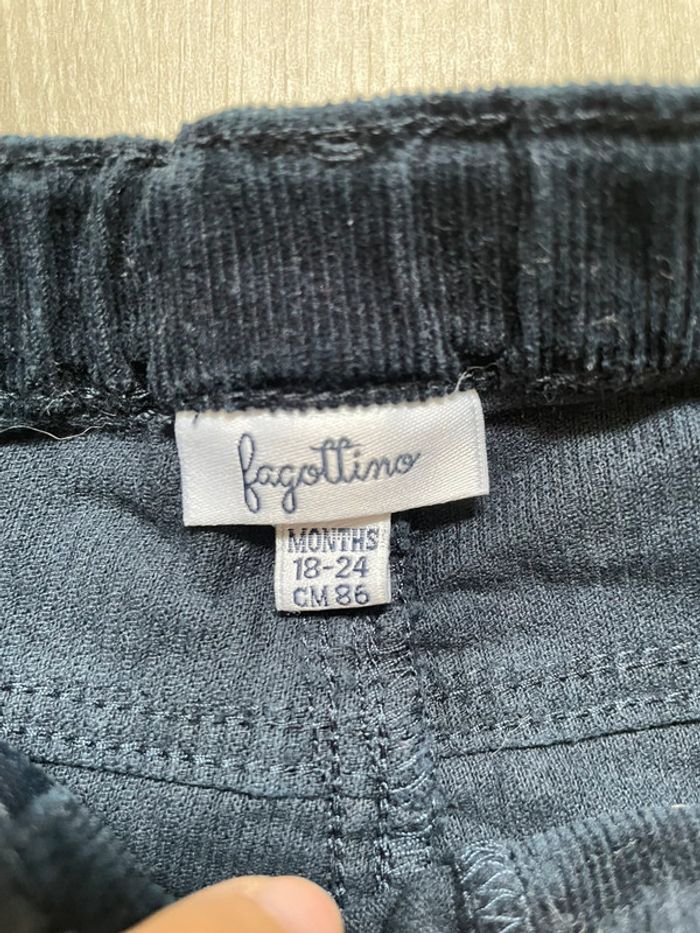 fagottino
MONTHS
18-24
CM 86